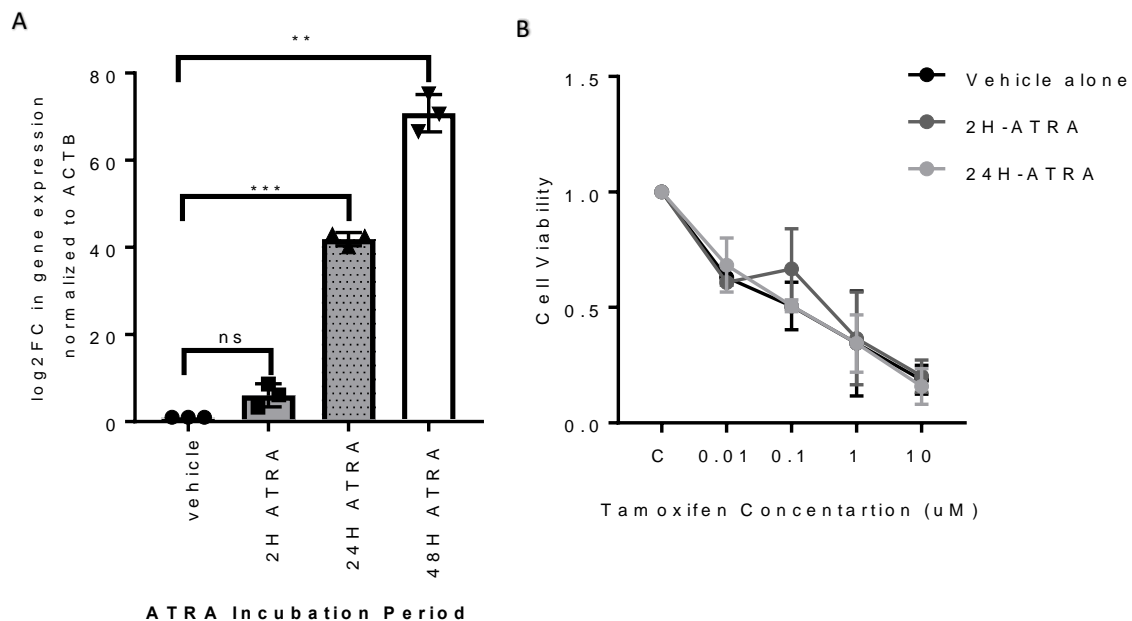 A
log2FC in gene expression
normalized to ACTB
80
60
40
20
0
**
***
ns
vehicle
2H ATRA
24H ATRA
48H ATRA
ATRA Incubation Period
B
Cell Viability
1.5
1.0
0.5
0.0
C
0.01
0.1
1
10
Tamoxifen Concentartion (uM)
Vehicle alone
2H-ATRA
24H-ATRA